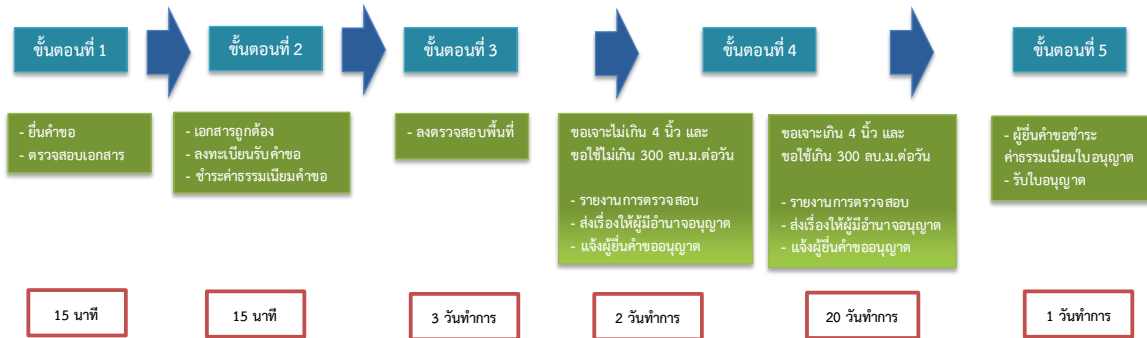 ขั้นตอนที่ 1
ขั้นตอนที่ 2
ขั้นตอนที่ 3
ขั้นตอนที่ 4
ขั้นตอนที่ 5
- ยื่นคำขอ
- ตรวจสอบเอกสาร
- เอกสารถูกต้อง
- ลงทะเบียนรับคำขอ
- ชำระค่าธรรมเนียมคำขอ
- ลงตรวจสอบพื้นที่
ขอเจาะไม่เกิน 4 นิ้ว และ
ขอใช้ไม่เกิน 300 ลบ.ม.ต่อวัน
- รายงานการตรวจสอบ
- ส่งเรื่องให้ผู้มีอำนาจอนุญาต
- แจ้งผู้ยื่นคำขออนุญาต
ขอเจาะเกิน 4 นิ้ว และ
ขอใช้เกิน 300 ลบ.ม.ต่อวัน
- รายงานการตรวจสอบ
- ส่งเรื่องให้ผู้มีอำนาจอนุญาต
- แจ้งผู้ยื่นคำขออนุญาต
- ผู้ยื่นคำขอชำระ
ค่าธรรมเนียมใบอนุญาต
- รับใบอนุญาต
15 นาที
15 นาที
3 วันทำการ
2 วันทำการ
20 วันทำการ
1 วันทำการ